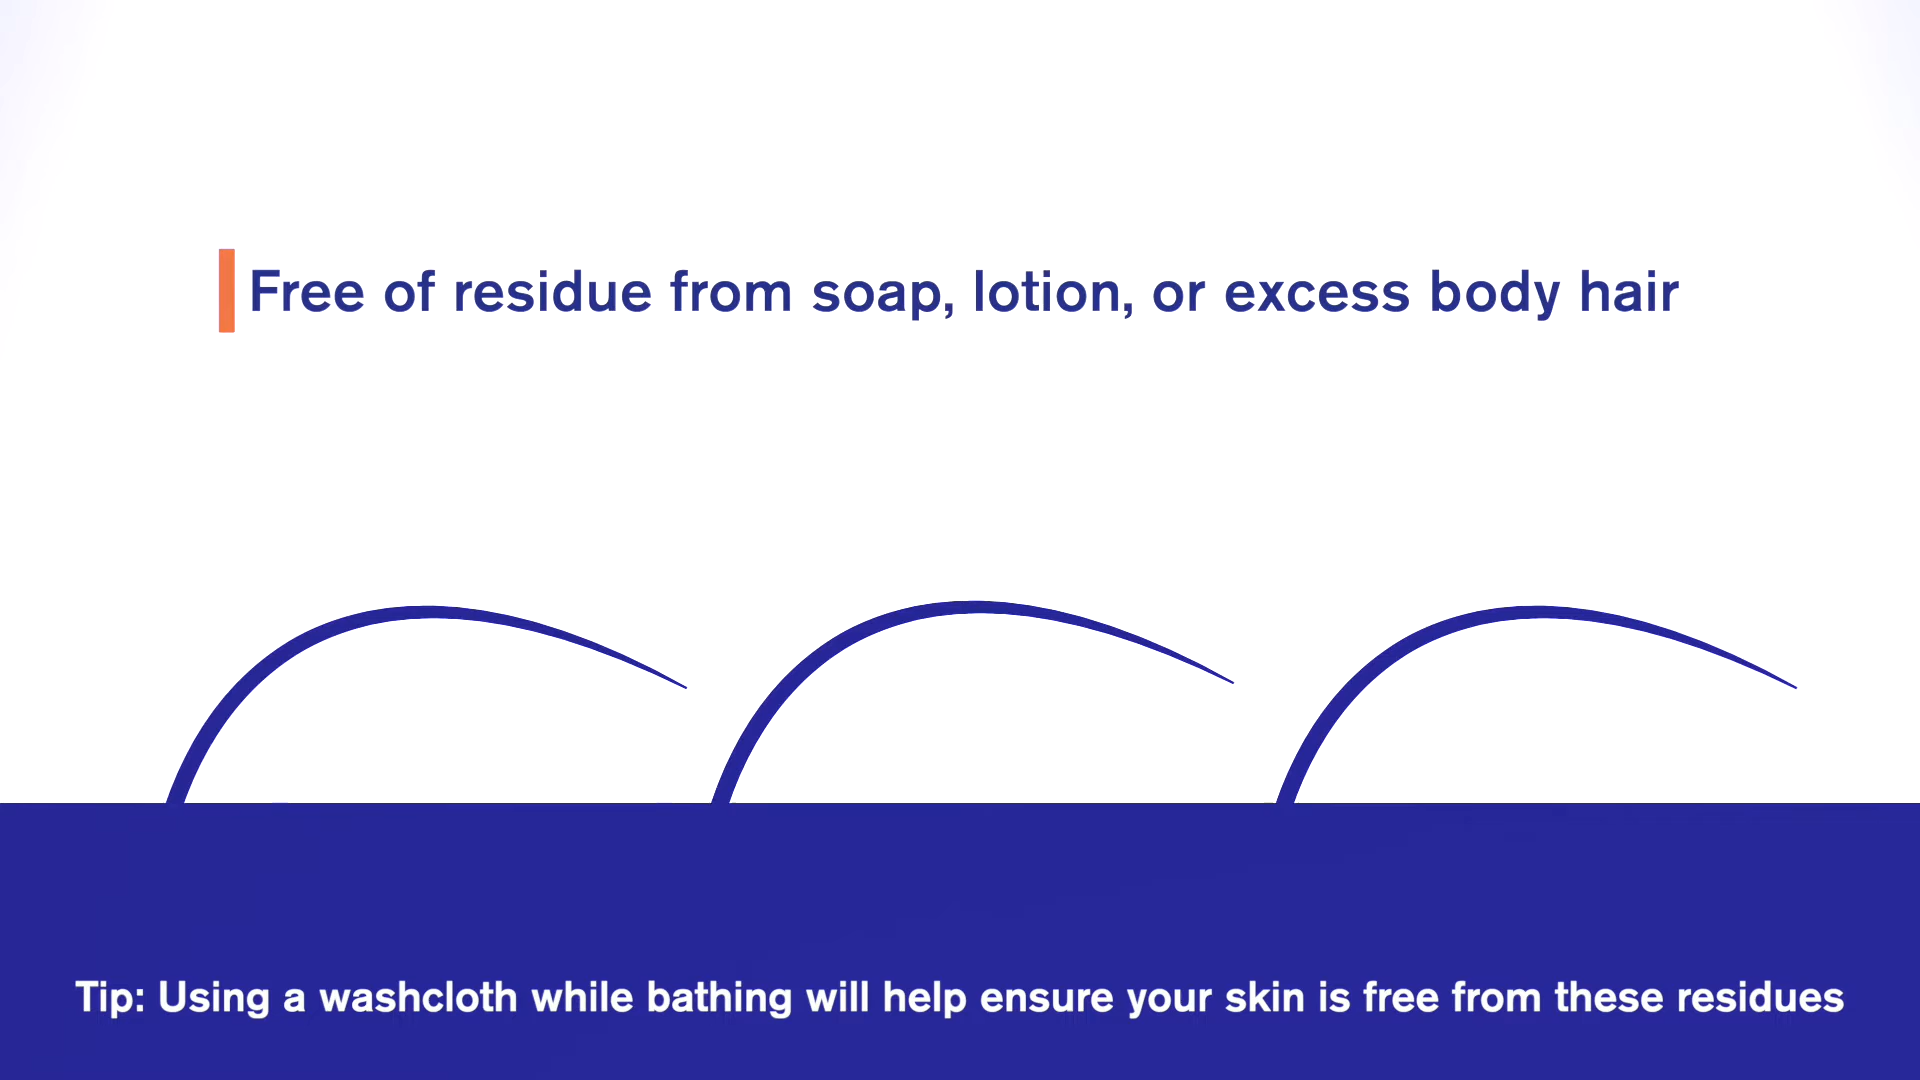 Free of residue from soap, lotion, or excess body hair
Tip: Using a washcloth while bathing will help ensure your skin is free from these residues